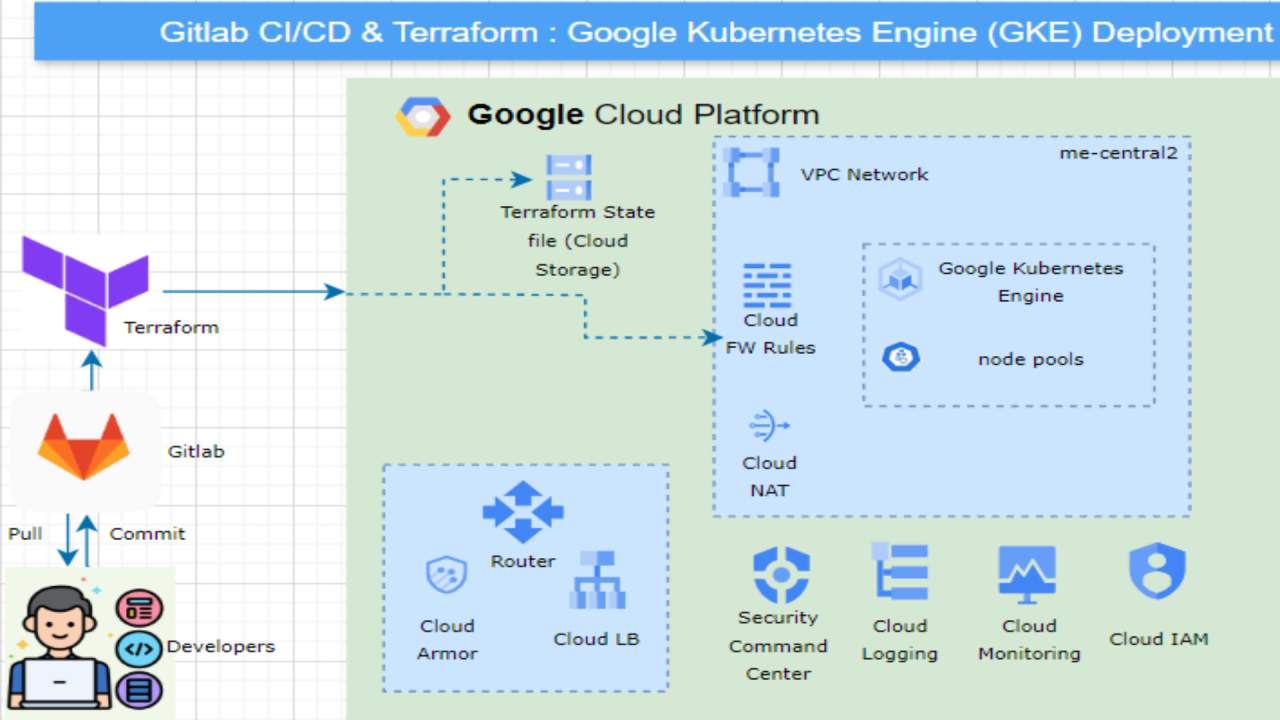 Gitlab CI/CD & Terraform : Google Kubernetes Engine (GKE) Deployment
Google Cloud Platform
me-central2
VPC Network
Terraform State
file (Cloud
Storage)
Google Kubernetes
Engine
Cloud
FW Rules
node pools
Terraform
Gitlab
Cloud
NAT
Pull
Commit
Router
Cloud
Armor
Cloud LB
Security
Command
Center
Cloud
Logging
Cloud
Monitoring
Cloud IAM
Developers